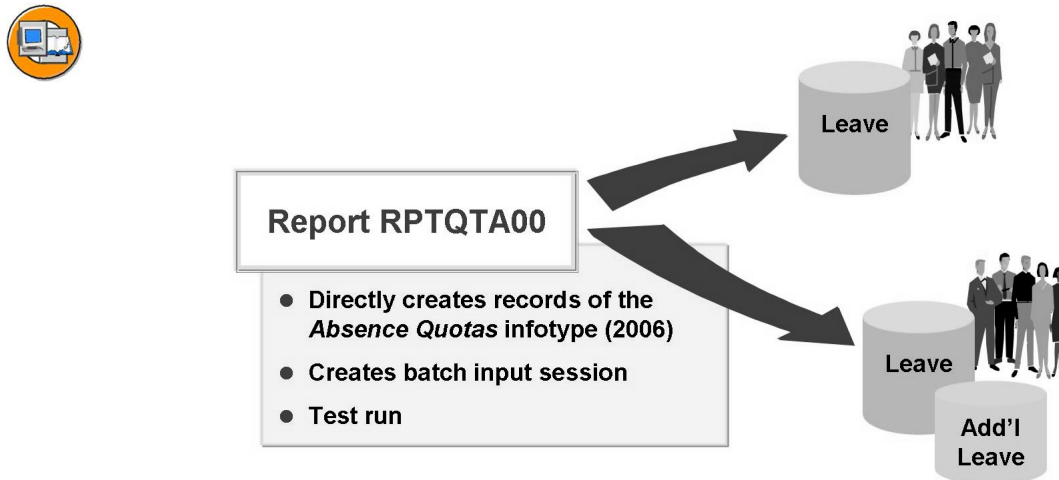 Leave
Report RPTQTA00
Directly creates records of the
Absence Quotas infotype (2006)
Creates batch input session
Test run
Leave
Add'l
Leave